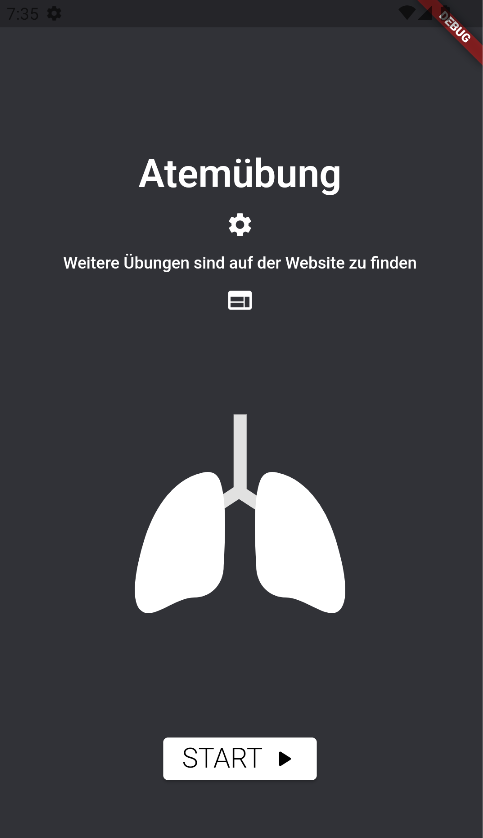 7:35
DEBUG
Atemübung
Weitere Übungen sind auf der Website zu finden
START